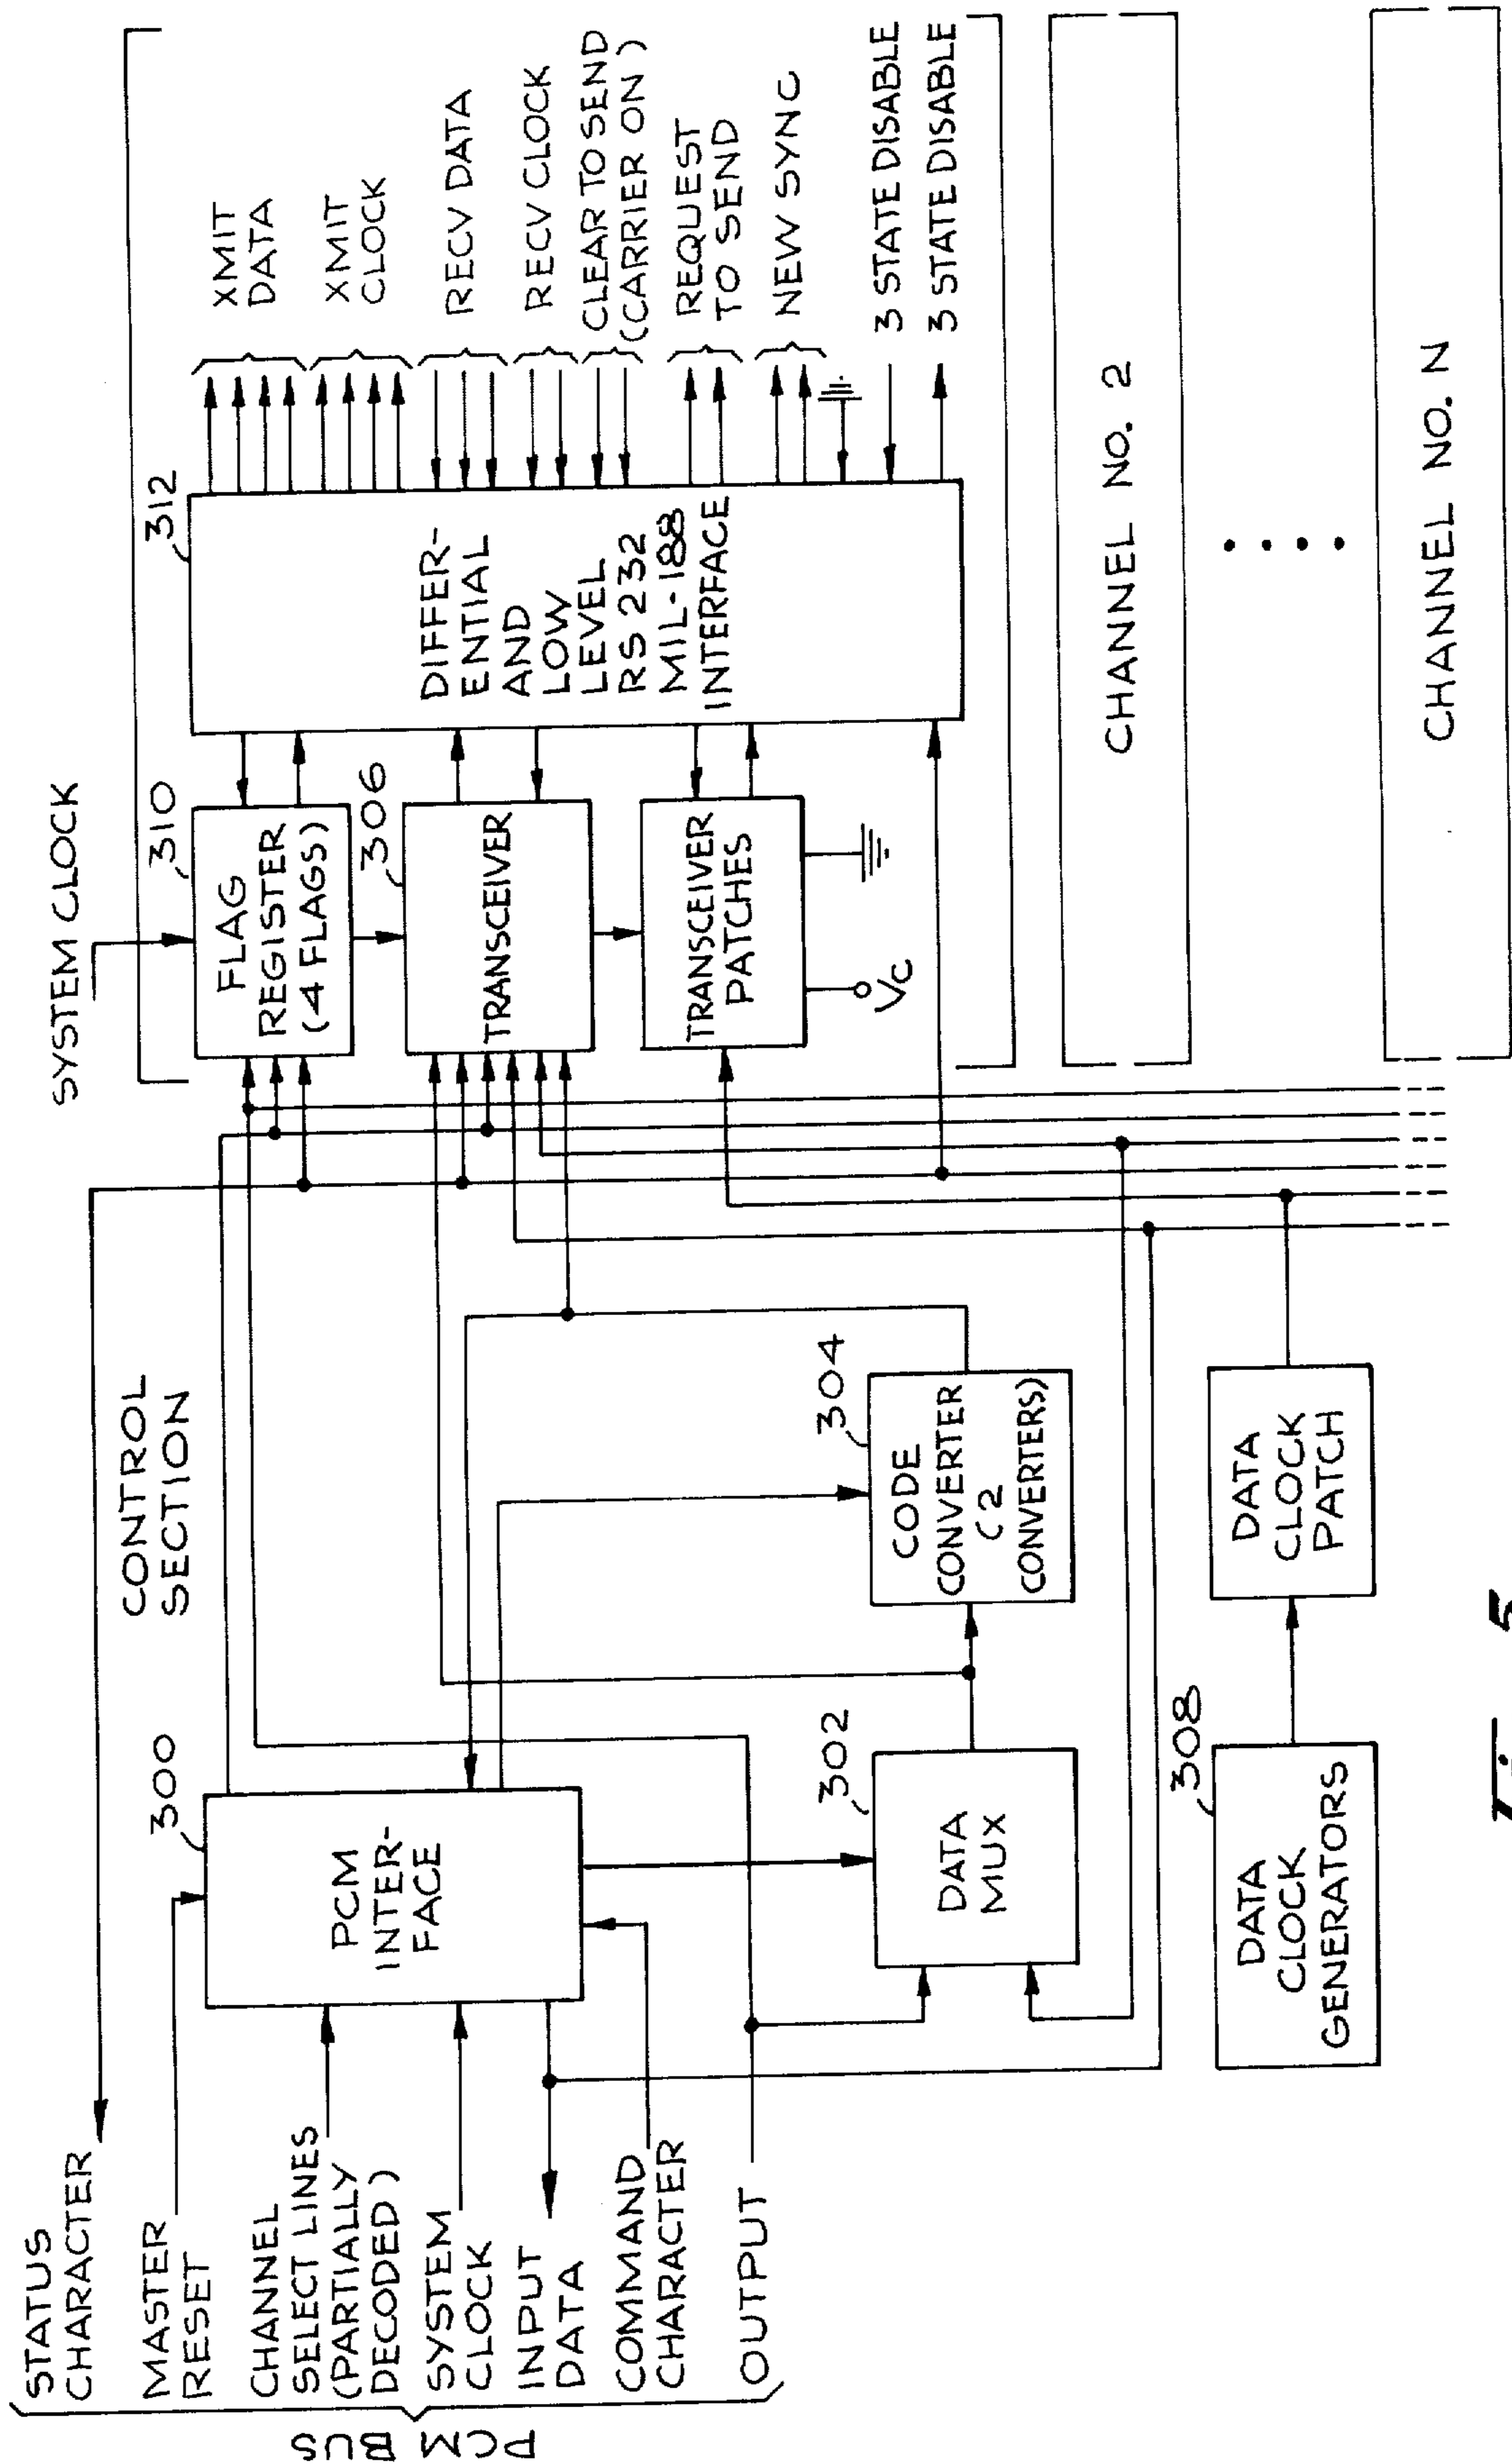 PCM BUS
STATUS
CHARACTER
MASTER
RESET
CHANNEL
SELECT LINES
(PARTIALLY
DECODED)
SYSTEM
CLOCK
INPUT
DATA
COMMAND
CHARACTER
OUTPUT
CONTROL
SECTION
300
PCM
INTER-
FACE
302
DATA
MUX
304
CODE
CONVERTER
(2
CONVERTERS)
308
DATA
CLOCK
GENERATORS
DATA
CLOCK
PATCH
SYSTEM CLOCK
310
FLAG
REGISTER
(4 FLAGS)
306
TRANSCEIVER
TRANSCEIVER
PATCHES
Vc
312
DIFFER-
ENTIAL
AND
LOW
LEVEL
RS 232
MIL-188
INTERFACE
XMIT
DATA
XMIT
CLOCK
RECV DATA
RECV CLOCK
CLEAR TO SEND
(CARRIER ON)
REQUEST
TO SEND
NEW SYNC
3 STATE DISABLE
3 STATE DISABLE
CHANNEL NO. 2
CHANNEL NO. N